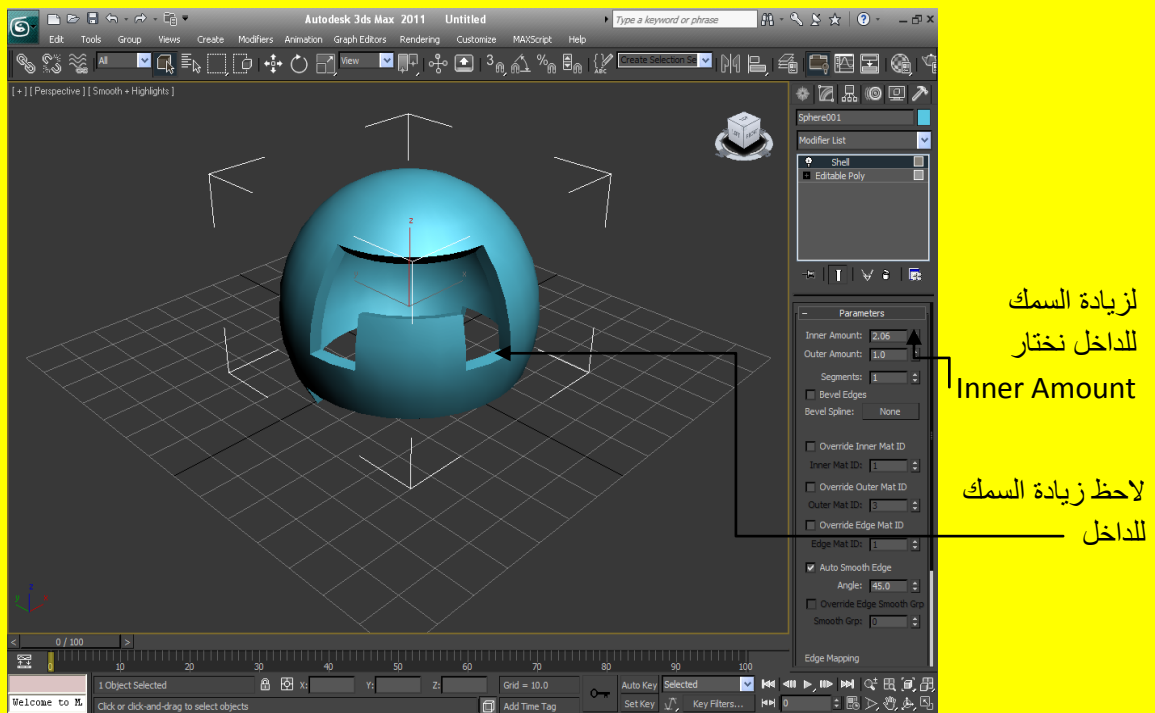 Autodesk 3ds Max 2011 Untitled
Type a keyword or phrase
Edit Tools Group Views Create Modifiers Animation Graph Editors Rendering Customize MAXScript Help
All
View
Create Selection Se
[ + ] [ Perspective ] [ Smooth + Highlights ]
Sphere001
Modifier List
Shell
Editable Poly
Parameters
Inner Amount: 2.06
Outer Amount: 1.0
Segments: 1
Bevel Edges
Bevel Spline: None
Override Inner Mat ID
Inner Mat ID: 1
Override Outer Mat ID
Outer Mat ID: 3
Override Edge Mat ID
Edge Mat ID: 1
Auto Smooth Edge
Angle: 45.0
Override Edge Smooth Grp
Smooth Grp: 0
Edge Mapping
لزيادة السمك
للداخل نختار
Inner Amount
لاحظ زيادة السمك
للداخل
z
x
FRONT
z
0 / 100
0 10 20 30 40 50 60 70 80 90 100
1 Object Selected X: Y: Z: Grid = 10.0 Auto Key Selected
Welcome to M Click or click-and-drag to select objects Add Time Tag Set Key Key Filters... 0